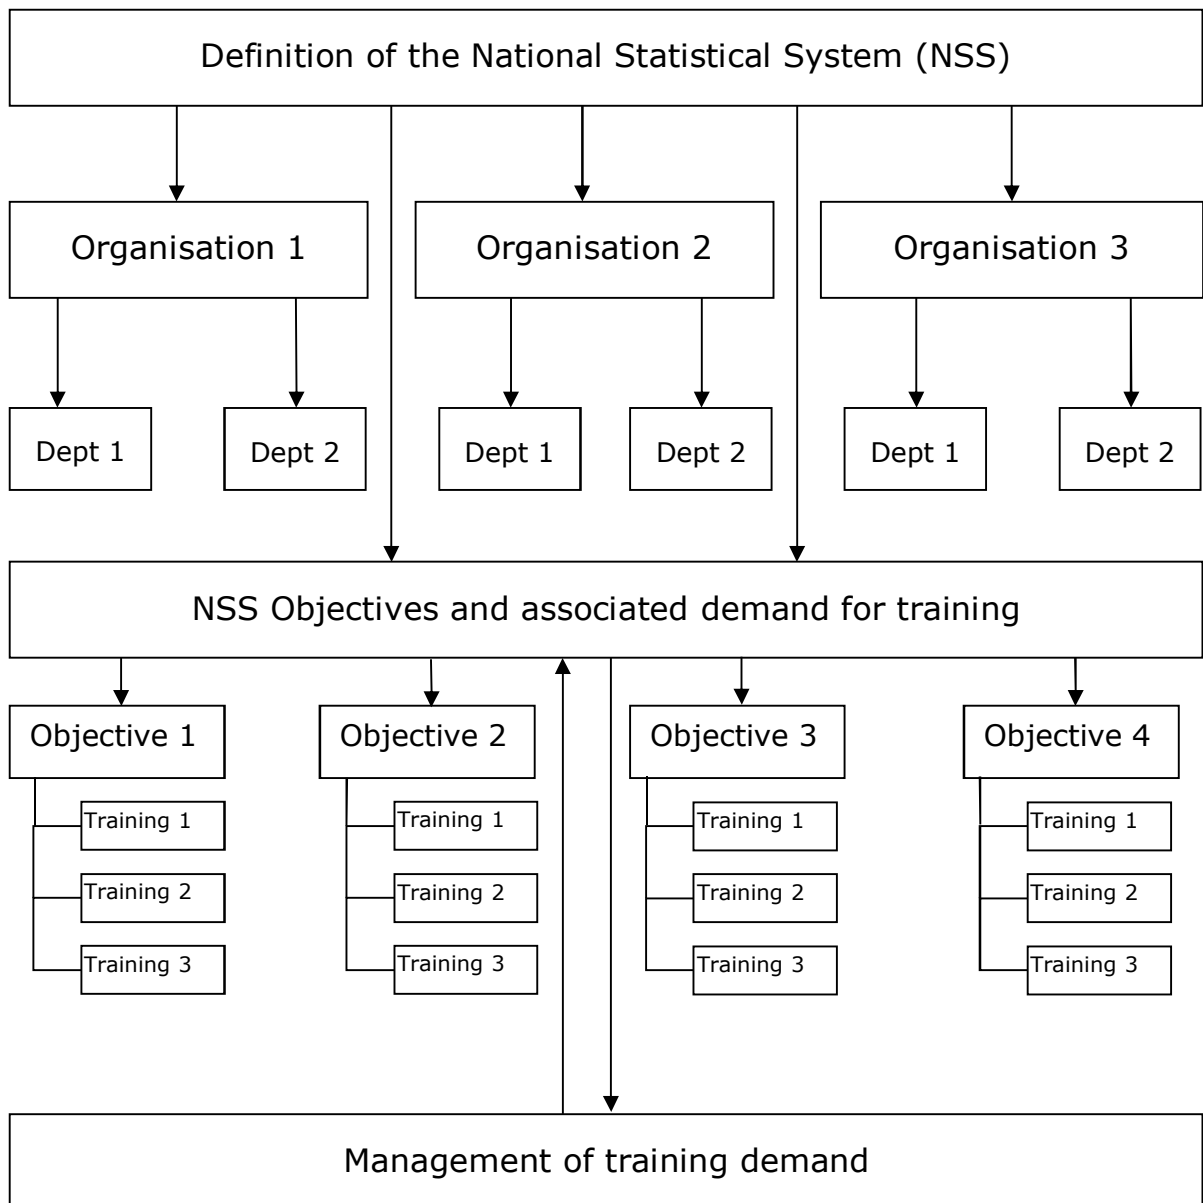 Definition of the National Statistical System (NSS)
Organisation 1
Organisation 2
Organisation 3
Dept 1
Dept 2
Dept 1
Dept 2
Dept 1
Dept 2
NSS Objectives and associated demand for training
Objective 1
Objective 2
Objective 3
Objective 4
Training 1
Training 1
Training 1
Training 1
Training 2
Training 2
Training 2
Training 2
Training 3
Training 3
Training 3
Training 3
Management of training demand